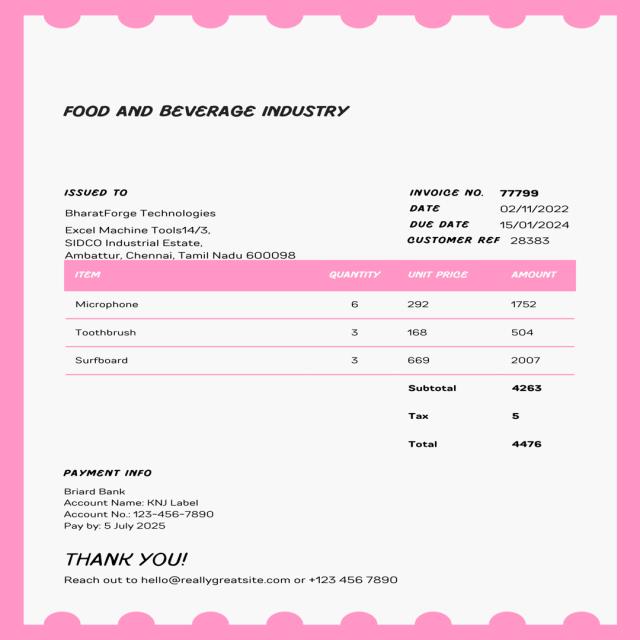 FOOD AND BEVERAGE INDUSTRY
ISSUED TO
BharatForge Technologies
Excel Machine Tools14/3,
SIDCO Industrial Estate,
Ambattur, Chennai, Tamil Nadu 600098
INVOICE NO. 77799
DATE 02/11/2022
DUE DATE 15/01/2024
CUSTOMER REF 28383
ITEM QUANTITY UNIT PRICE AMOUNT
Microphone 6 292 1752
Toothbrush 3 168 504
Surfboard 3 669 2007
Subtotal 4263
Tax 5
Total 4476
PAYMENT INFO
Briard Bank
Account Name: KNJ Label
Account No.: 123-456-7890
Pay by: 5 July 2025
THANK YOU!
Reach out to hello@reallygreatsite.com or +123 456 7890